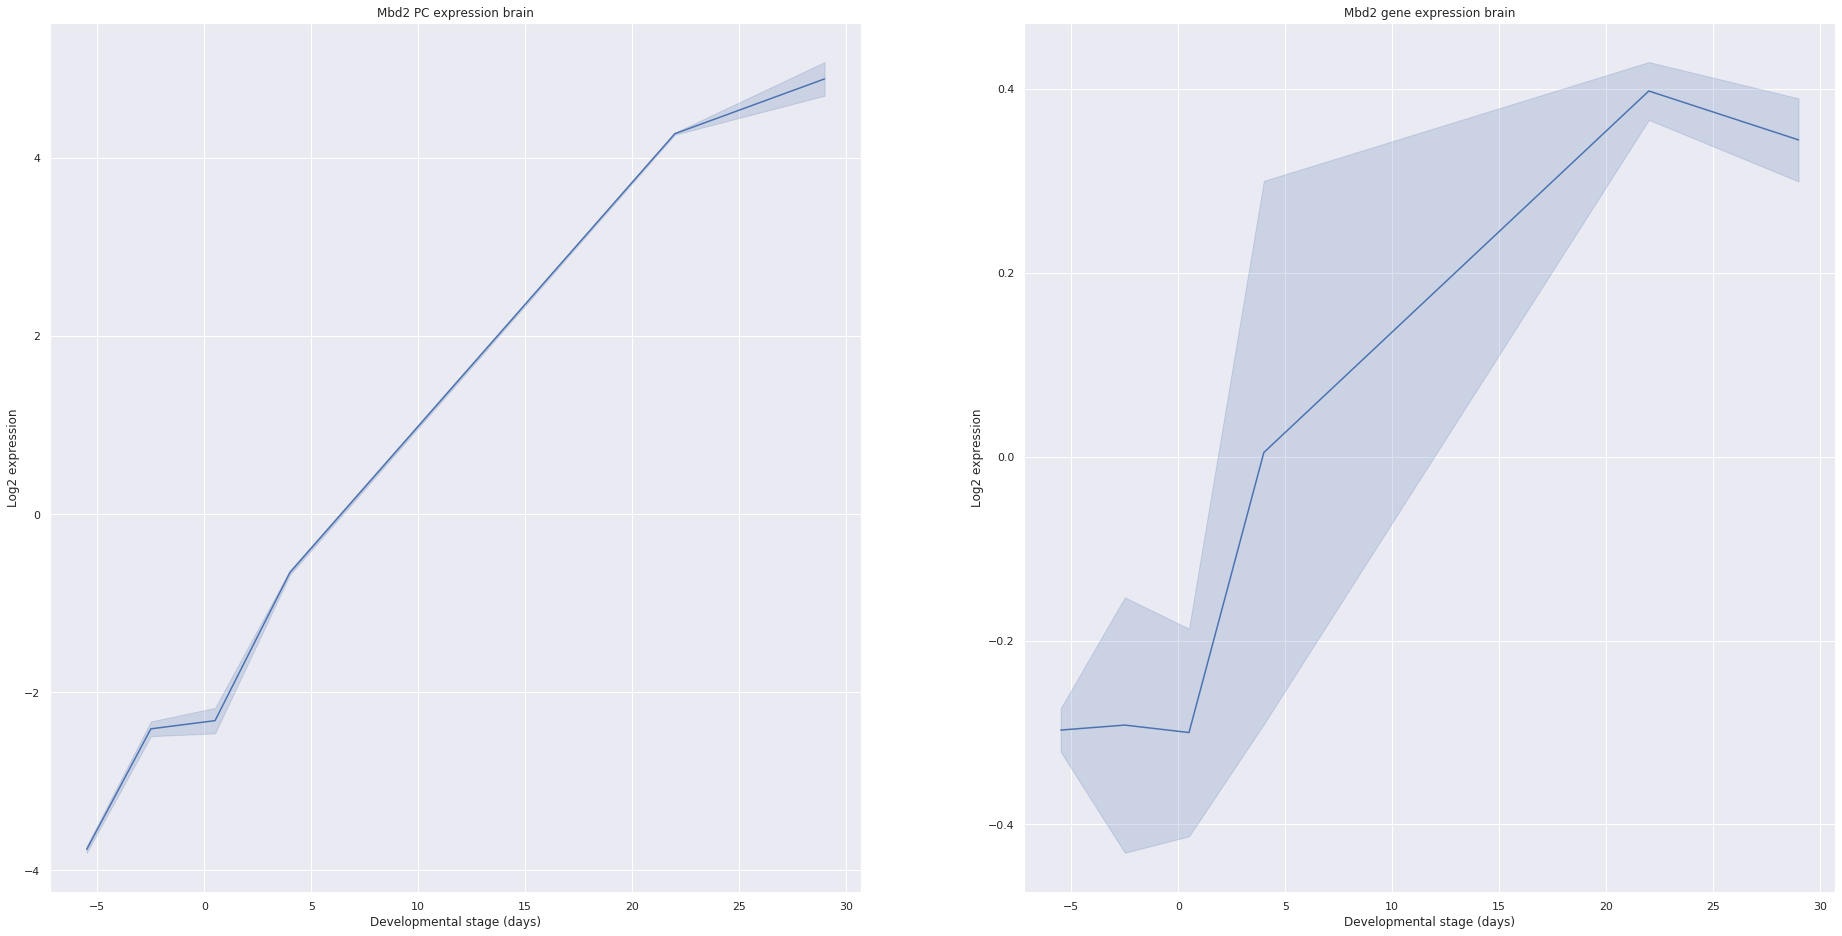 Mbd2 PC expression brain
Log2 expression
4
2
0
−2
−4
−5 0 5 10 15 20 25 30
Developmental stage (days)
Mbd2 gene expression brain
Log2 expression
0.4
0.2
0.0
−0.2
−0.4
−5 0 5 10 15 20 25 30
Developmental stage (days)